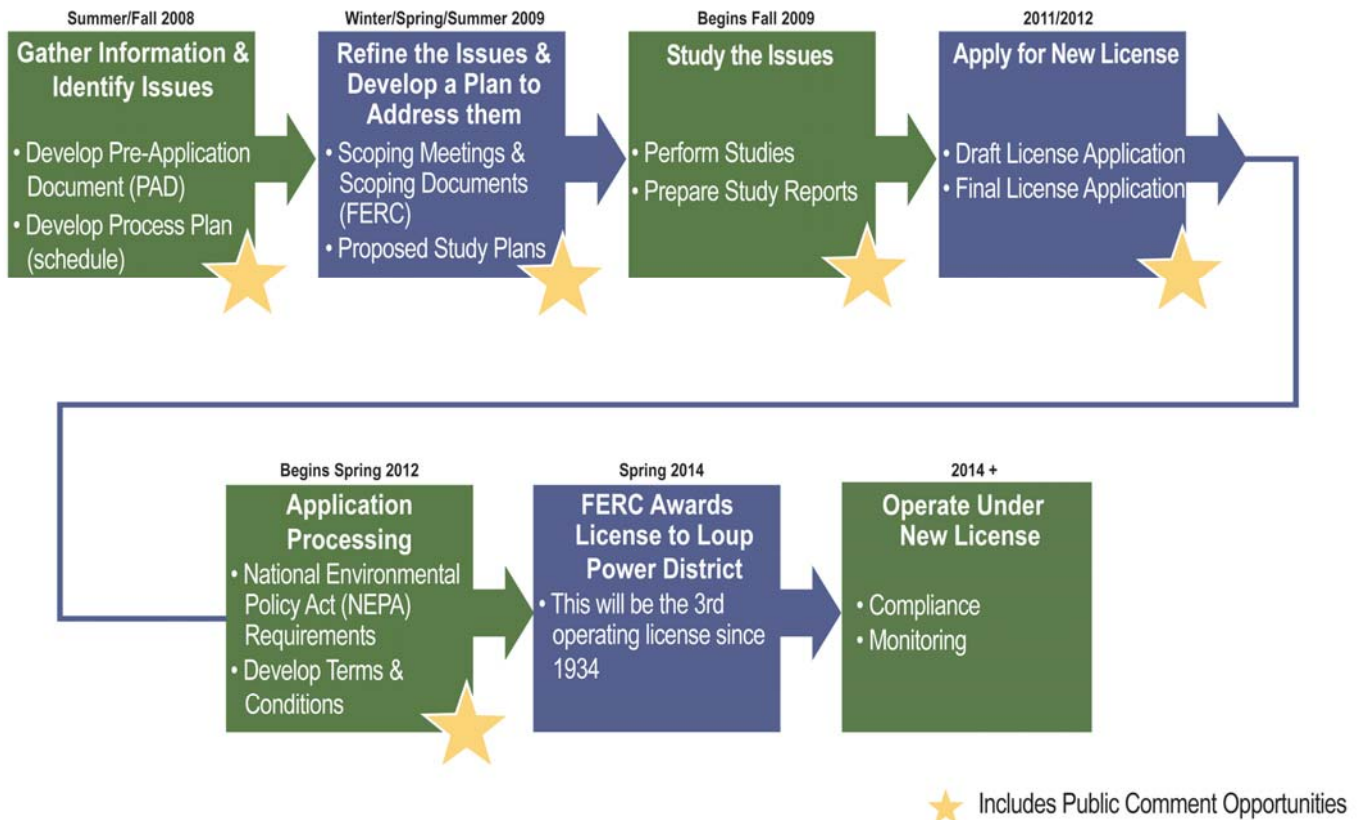 Summer/Fall 2008
Gather Information &
Identify Issues
• Develop Pre-Application
Document (PAD)
• Develop Process Plan
(schedule)
Winter/Spring/Summer 2009
Refine the Issues &
Develop a Plan to
Address them
• Scoping Meetings &
Scoping Documents
(FERC)
• Proposed Study Plans
Begins Fall 2009
Study the Issues
• Perform Studies
• Prepare Study Reports
2011/2012
Apply for New License
• Draft License Application
• Final License Application
Begins Spring 2012
Application
Processing
• National Environmental
Policy Act (NEPA)
Requirements
• Develop Terms &
Conditions
Spring 2014
FERC Awards
License to Loup
Power District
• This will be the 3rd
operating license since
1934
2014 +
Operate Under
New License
• Compliance
• Monitoring
Includes Public Comment Opportunities